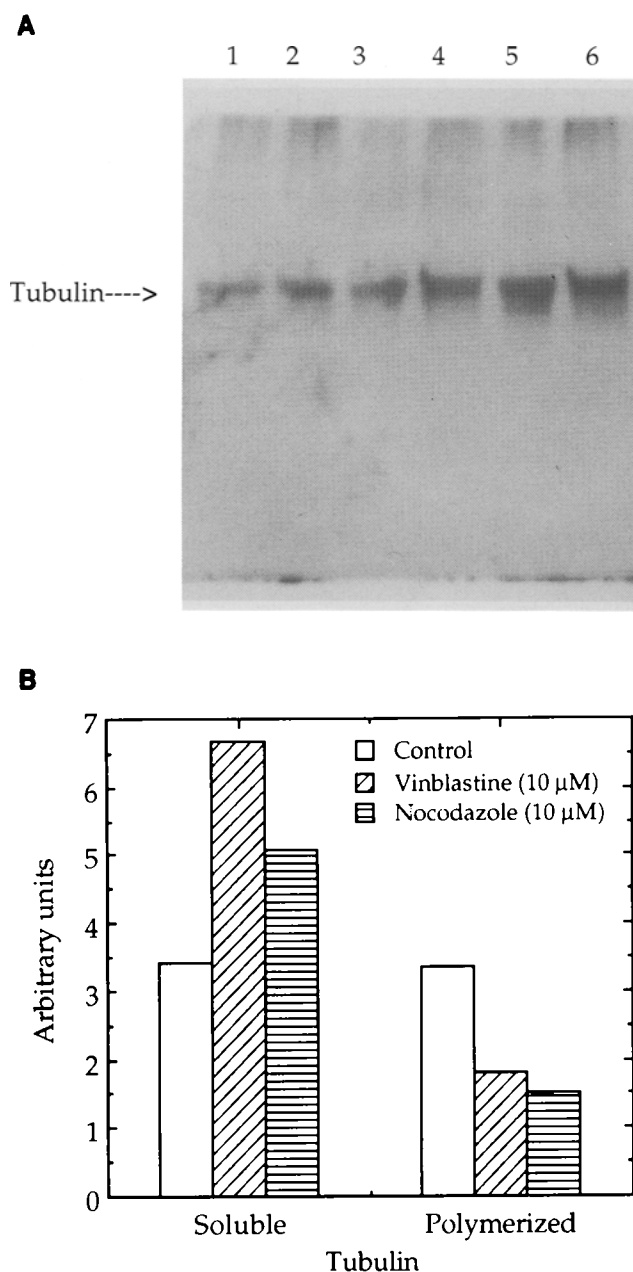 A
1 2 3 4 5 6
Tubulin---->
B
7
6
5
4
3
2
1
0
Arbitrary units
Control
Vinblastine (10 μM)
Nocodazole (10 μM)
Soluble Polymerized
Tubulin